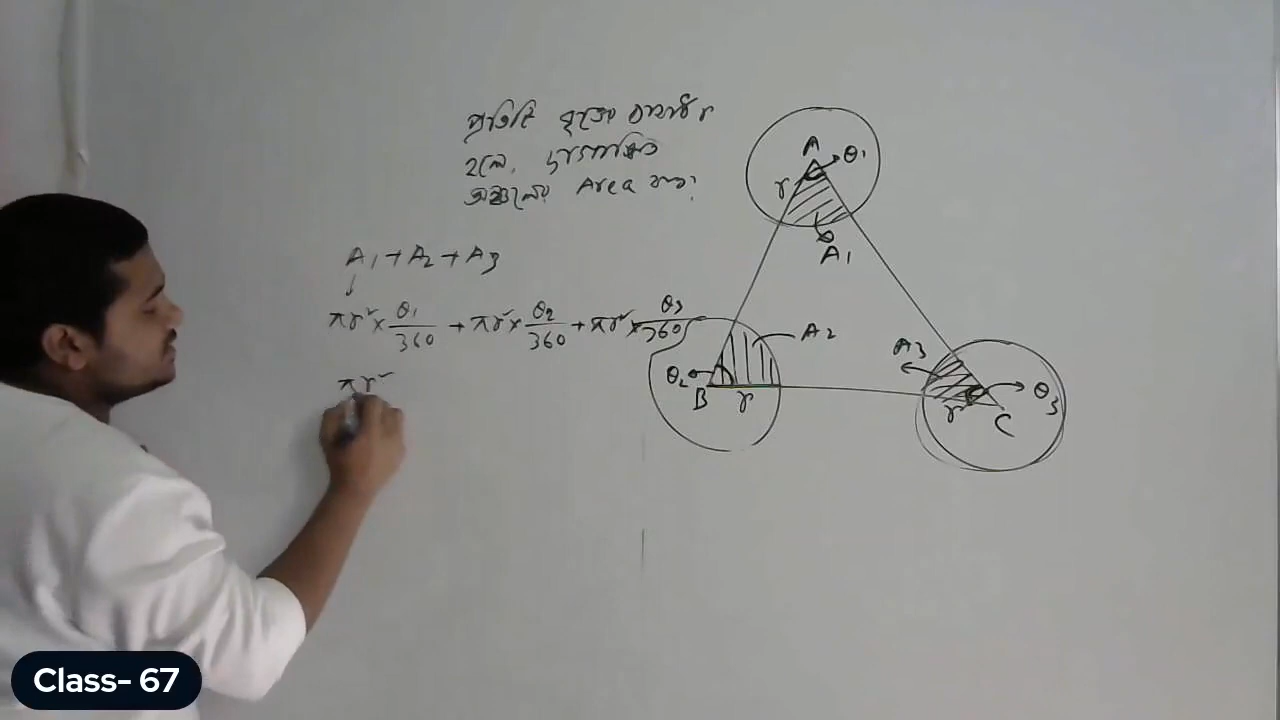 প্রতিটি বৃত্তের ব্যাসার্ধ r
হলে, দাগাঙ্কিত
অঞ্চলের Area কত?
A₁ + A₂ + A₃
πr² × θ₁/360 + πr² × θ₂/360 + πr² × θ₃/360
πr²
A
θ₁
r
A₁
A₂
θ₂
B
r
A₃
θ₃
r
C
Class- 67